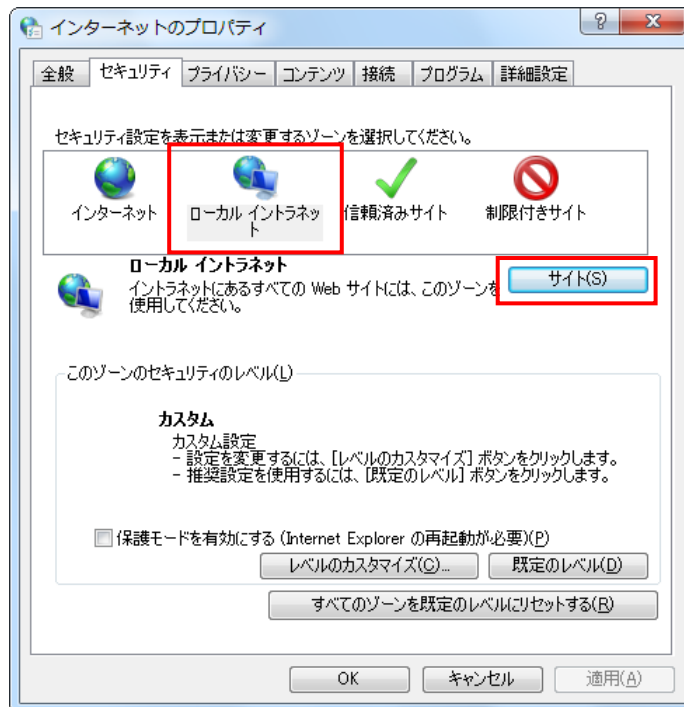 インターネットのプロパティ
全般 セキュリティ プライバシー コンテンツ 接続 プログラム 詳細設定
セキュリティ設定を表示または変更するゾーンを選択してください。
インターネット ローカル イントラネッ 信頼済みサイト 制限付きサイト
ト
ローカル イントラネット
イントラネットにあるすべての Web サイトには、このゾーンを
使用してください。
サイト(S)
このゾーンのセキュリティのレベル(L)
カスタム
カスタム設定
- 設定を変更するには、[レベルのカスタマイズ] ボタンをクリックします。
- 推奨設定を使用するには、[既定のレベル] ボタンをクリックします。
保護モードを有効にする (Internet Explorer の再起動が必要)(P)
レベルのカスタマイズ(C)... 既定のレベル(D)
すべてのゾーンを既定のレベルにリセットする(R)
OK キャンセル 適用(A)